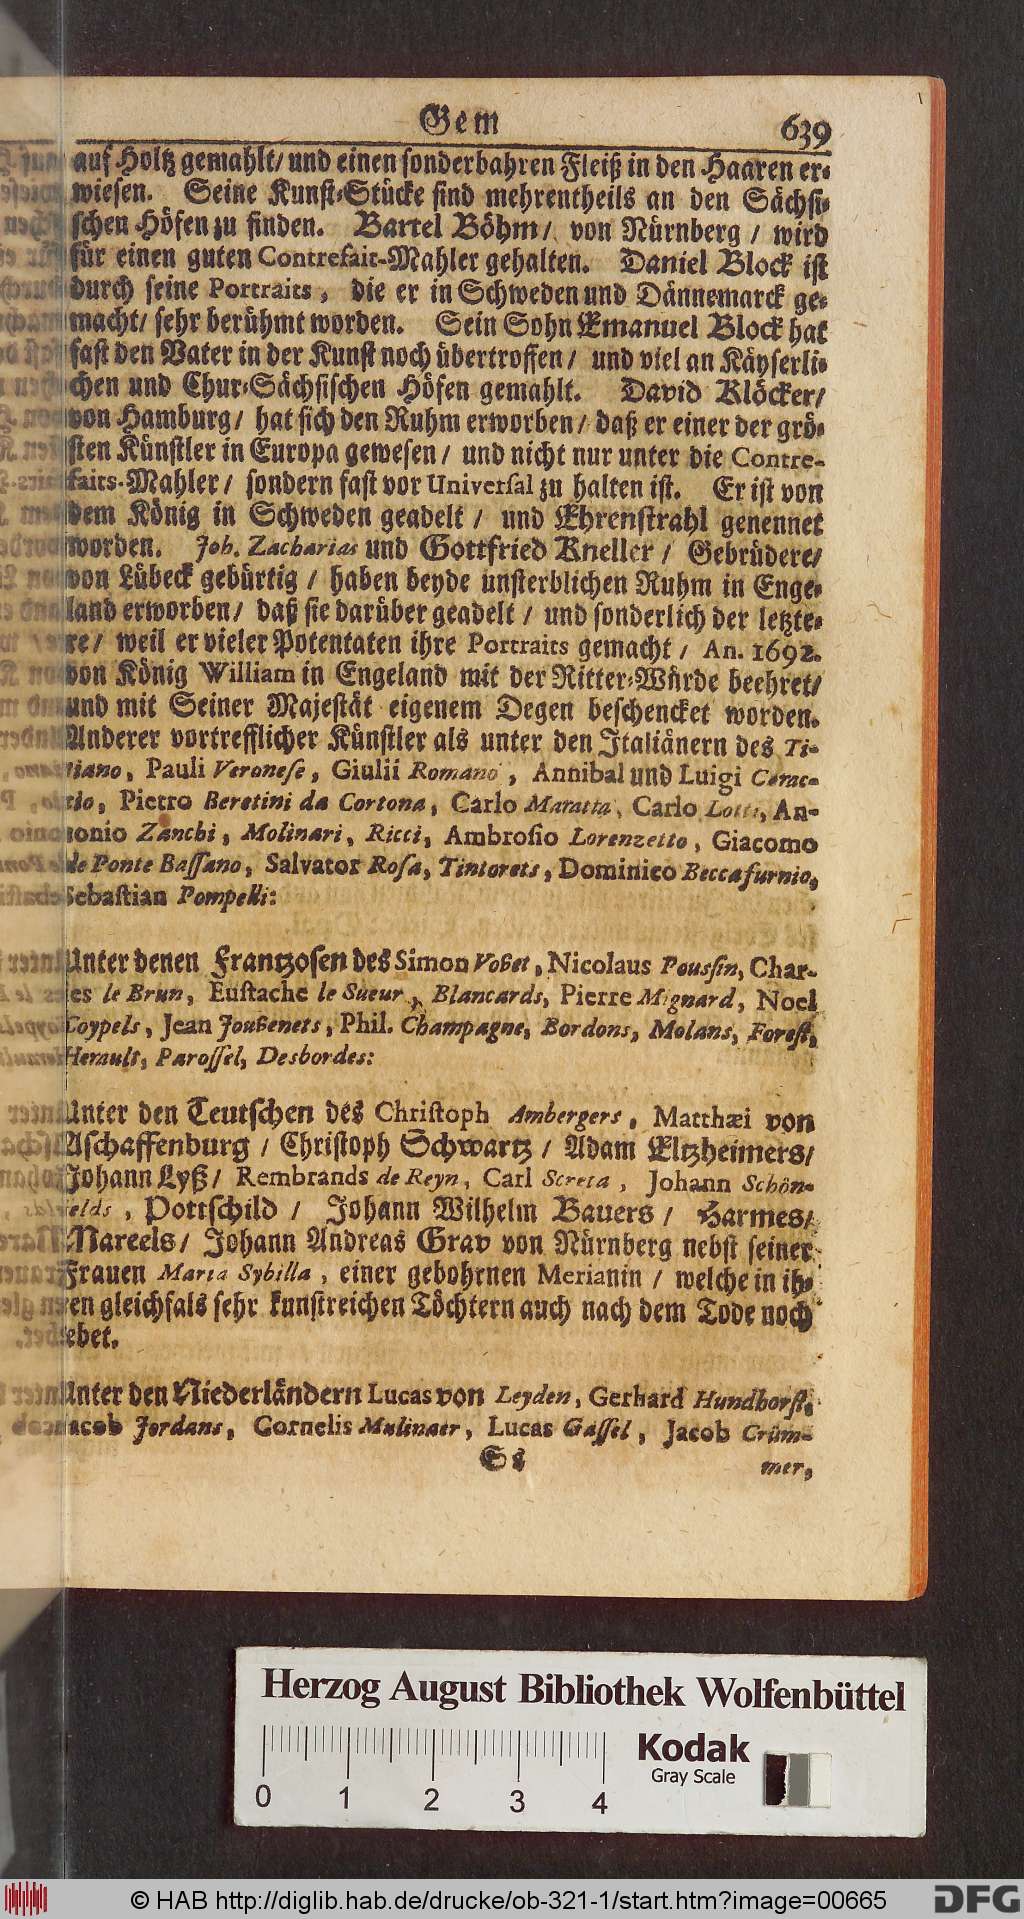 Gem 639
auf Holtz gemahlt/ und einen sonderbahren Fleiß in den Haaren er-
wiesen. Seine Kunst-Stücke sind mehrentheils an den Sächsi-
schen Höfen zu finden. Bartel Böhm/ von Nürnberg / wird
für einen guten Contrefait-Mahler gehalten. Daniel Block ist
durch seine Portraits, die er in Schweden und Dännemarck ge-
macht/ sehr berühmt worden. Sein Sohn Emanuel Block hat
fast den Vater in der Kunst noch übertroffen/ und viel an Käyserli-
chen und Chur-Sächsischen Höfen gemahlt. David Klöcker/
von Hamburg/ hat sich den Ruhm erworben/ daß er einer der grö-
sten Künstler in Europa gewesen/ und nicht nur unter die Contre-
faits-Mahler/ sondern fast vor Universal zu halten ist. Er ist von
dem König in Schweden geadelt / und Ehrenstrahl genennet
worden. Joh. Zacharias und Gottfried Kneller / Gebrüdere/
von Lübeck gebürtig / haben beyde unsterblichen Ruhm in Enge-
land erworben/ daß sie darüber geadelt / und sonderlich der letzte-
re/ weil er vieler Potentaten ihre Portraits gemacht / An. 1692.
von König William in Engeland mit der Ritter-Würde beehret/
und mit Seiner Majestät eigenem Degen beschencket worden.
Anderer vortrefflicher Künstler als unter den Italiänern des Ti-
tiano, Pauli Veronese, Giulii Romano, Annibal und Luigi Carac-
cio, Pietro Beretini da Cortona, Carlo Maratta, Carlo Lotti, An-
tonio Zanchi, Molinari, Ricci, Ambrosio Lorenzetto, Giacomo
de Ponte Bassano, Salvator Rosa, Tintorets, Dominico Beccafurnio,
Sebastian Pompelli:
Unter denen Frantzosen des Simon Voßet, Nicolaus Poussin, Char-
les le Brun, Eustache le Sueur, Blancards, Pierre Mignard, Noel
Coypels, Jean Joußenets, Phil. Champagne, Bordons, Molans, Forest,
Herault, Parossel, Desbordes:
Unter den Teutschen des Christoph Ambergers, Matthæi von
Aschaffenburg / Christoph Schwartz / Adam Eltzheimers/
Johann Lyß/ Rembrands de Reyn, Carl Screta, Johann Schön-
felds, Pottschild / Johann Wilhelm Bauers / Harmes/
Mareels/ Johann Andreas Grav von Nürnberg nebst seiner
Frauen Maria Sybilla, einer gebohrnen Merianin / welche in ih-
ren gleichfals sehr kunstreichen Töchtern auch nach dem Tode noch
lebet.
Unter den Niederländern Lucas von Leyden, Gerhard Hundhorst,
Jacob Jordans, Cornelis Mulinaer, Lucas Gassel, Jacob Crüm-
Ss mer,
Herzog August Bibliothek Wolfenbüttel
Kodak
Gray Scale
0 1 2 3 4
© HAB http://diglib.hab.de/drucke/ob-321-1/start.htm?image=00665
DFG